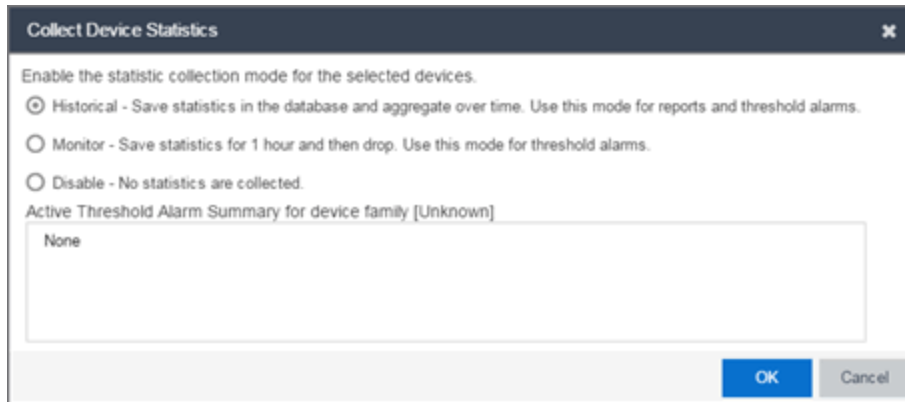 Collect Device Statistics
Enable the statistic collection mode for the selected devices.
Historical - Save statistics in the database and aggregate over time. Use this mode for reports and threshold alarms.
Monitor - Save statistics for 1 hour and then drop. Use this mode for threshold alarms.
Disable - No statistics are collected.
Active Threshold Alarm Summary for device family [Unknown]
None
OK Cancel